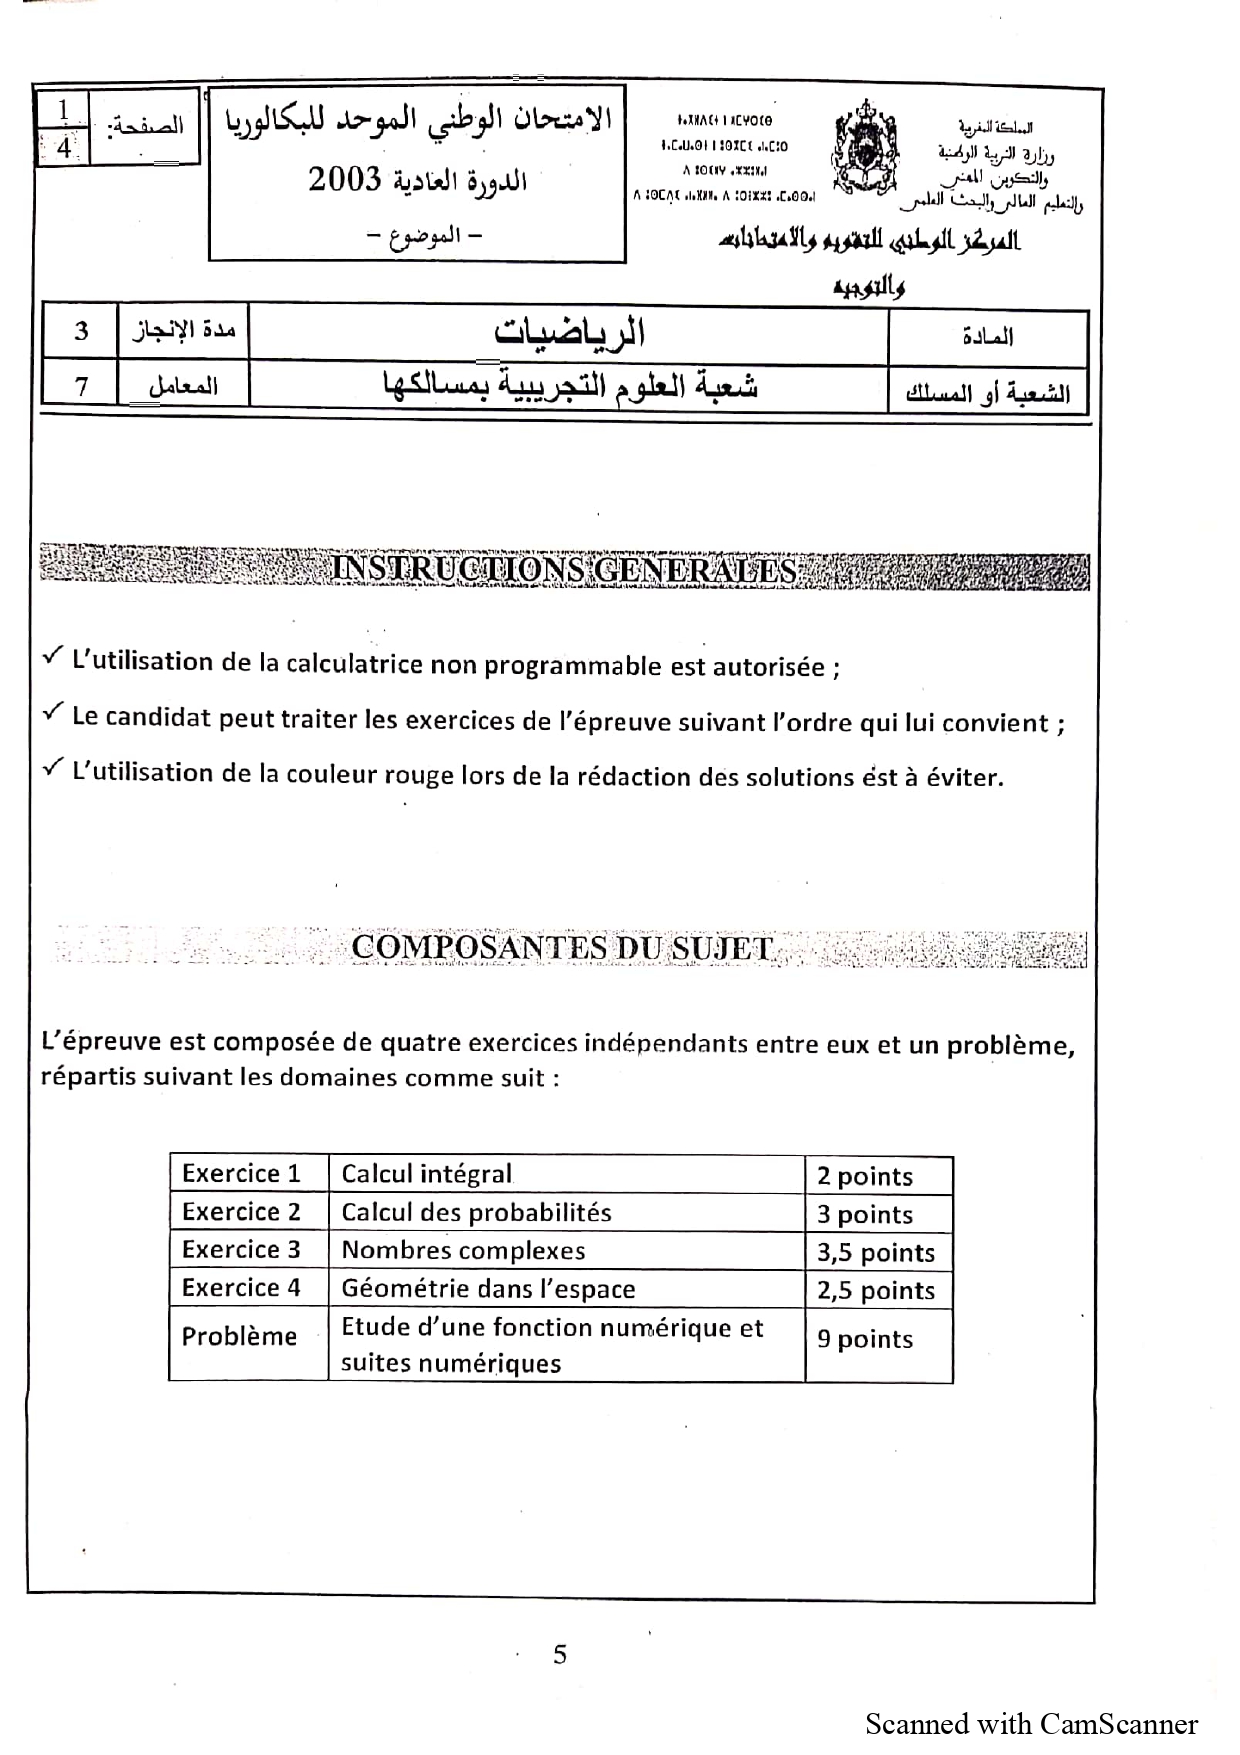 الصفحة:
1
4
الامتحان الوطني الموحد للبكالوريا
الدورة العادية 2003
– الموضوع –
المملكة المغربية
وزارة التربية الوطنية
والتكوين المهني
والتعليم العالي والبحث العلمي
المركز الوطني للتقويم والامتحانات
والتوجيه
المادة
الرياضيات
مدة الإنجاز
3
الشعبة أو المسلك
شعبة العلوم التجريبية بمسالكها
المعامل
7
INSTRUCTIONS GENERALES
✓ L'utilisation de la calculatrice non programmable est autorisée ;
✓ Le candidat peut traiter les exercices de l'épreuve suivant l'ordre qui lui convient ;
✓ L'utilisation de la couleur rouge lors de la rédaction des solutions est à éviter.
COMPOSANTES DU SUJET
L'épreuve est composée de quatre exercices indépendants entre eux et un problème,
répartis suivant les domaines comme suit :
Exercice 1 Calcul intégral 2 points
Exercice 2 Calcul des probabilités 3 points
Exercice 3 Nombres complexes 3,5 points
Exercice 4 Géométrie dans l'espace 2,5 points
Problème Etude d'une fonction numérique et
suites numériques 9 points
5
Scanned with CamScanner